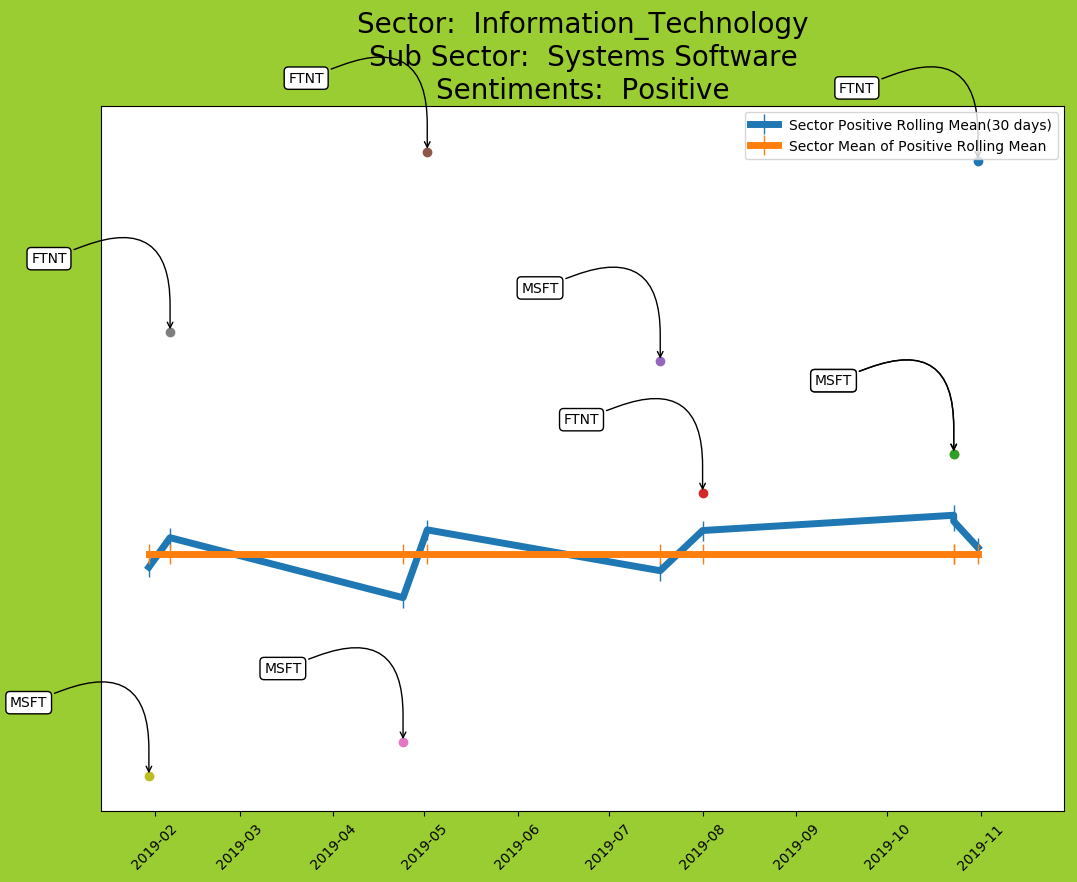 Sector:  Information_Technology
Sub Sector:  Systems Software
Sentiments:  Positive
FTNT
FTNT
Sector Positive Rolling Mean(30 days)
Sector Mean of Positive Rolling Mean
FTNT
MSFT
MSFT
FTNT
MSFT
MSFT
2019-02
2019-03
2019-04
2019-05
2019-06
2019-07
2019-08
2019-09
2019-10
2019-11